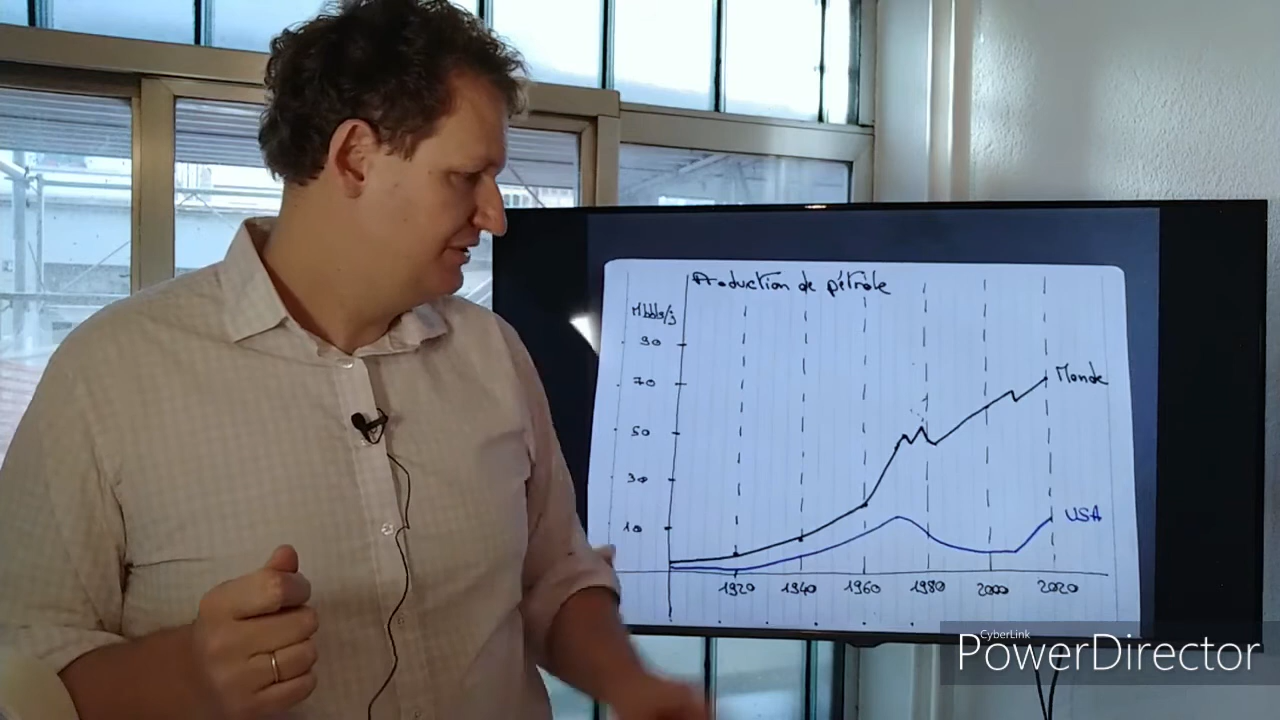 Production de pétrole
Mbbls/j
90
70
50
30
10
Monde
USA
1920 1940 1960 1980 2000 2020
CyberLink
PowerDirector